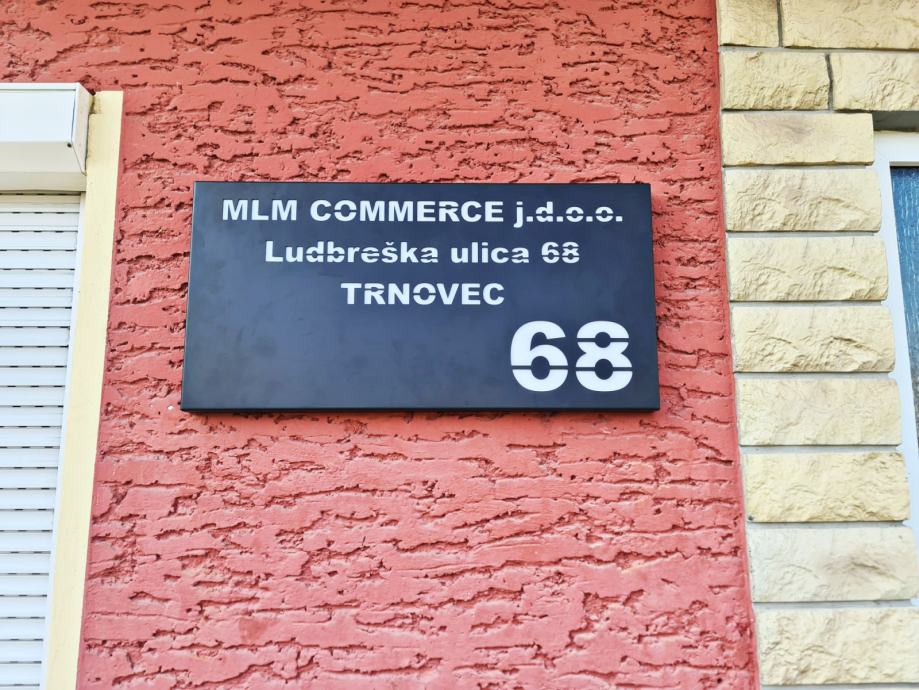 MLM COMMERCE j.d.o.o.
Ludbreška ulica 68
TRNOVEC
68